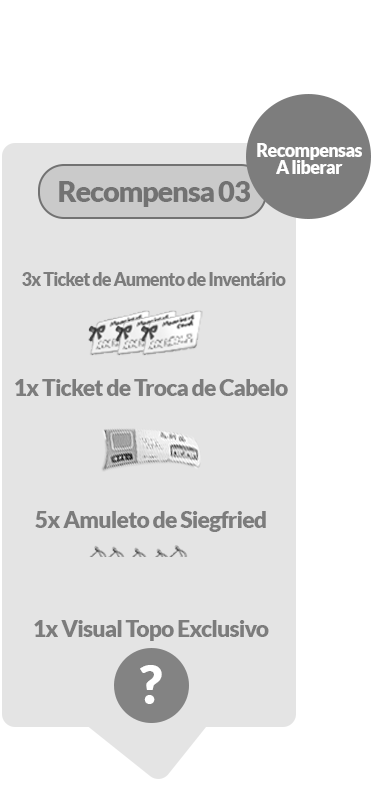 Recompensas
A liberar
Recompensa 03
3x Ticket de Aumento de Inventário
1x Ticket de Troca de Cabelo
5x Amuleto de Siegfried
1x Visual Topo Exclusivo
?